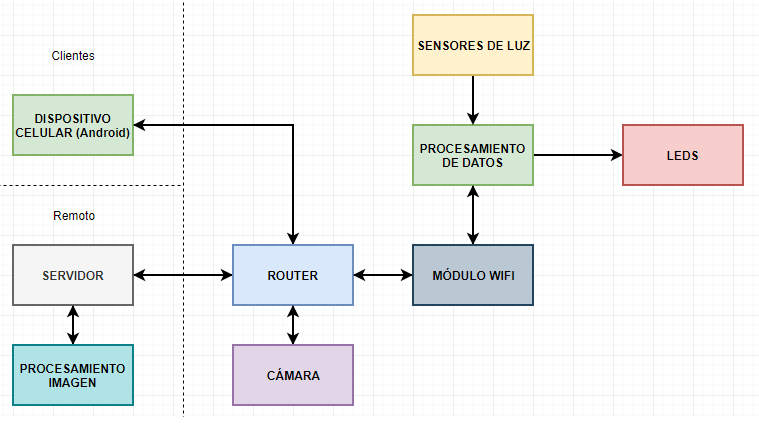 SENSORES DE LUZ
Clientes
DISPOSITIVO
CELULAR (Android)
PROCESAMIENTO
DE DATOS
LEDS
Remoto
SERVIDOR
ROUTER
MÓDULO WIFI
PROCESAMIENTO
IMAGEN
CÁMARA